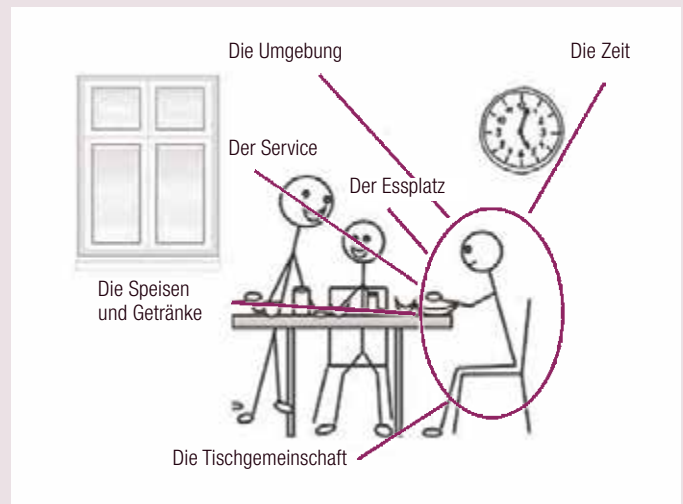 Die Umgebung
Die Zeit
Der Service
Der Essplatz
Die Speisen
und Getränke
Die Tischgemeinschaft